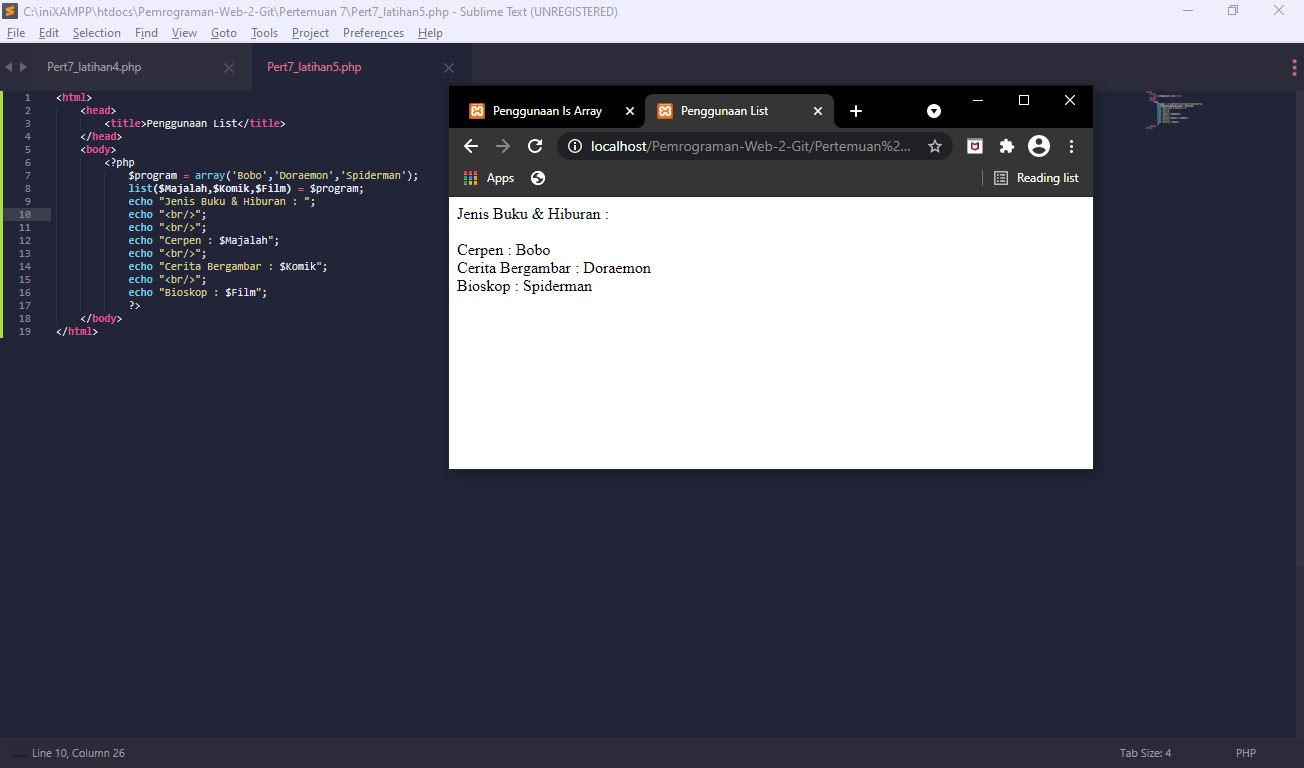 C:\iniXAMPP\htdocs\Pemrograman-Web-2-Git\Pertemuan 7\Pert7_latihan5.php - Sublime Text (UNREGISTERED)
File Edit Selection Find View Goto Tools Project Preferences Help
Pert7_latihan4.php Pert7_latihan5.php
1 <html>
2 <head>
3 <title>Penggunaan List</title>
4 </head>
5 <body>
6 <?php
7 $program = array('Bobo','Doraemon','Spiderman');
8 list($Majalah,$Komik,$Film) = $program;
9 echo "Jenis Buku & Hiburan : ";
10 echo "<br/>";
11 echo "<br/>";
12 echo "Cerpen : $Majalah";
13 echo "<br/>";
14 echo "Cerita Bergambar : $Komik";
15 echo "<br/>";
16 echo "Bioskop : $Film";
17 ?>
18 </body>
19 </html>
Penggunaan Is Array Penggunaan List
localhost/Pemrograman-Web-2-Git/Pertemuan%2...
Apps Reading list
Jenis Buku & Hiburan :
Cerpen : Bobo
Cerita Bergambar : Doraemon
Bioskop : Spiderman
Line 10, Column 26 Tab Size: 4 PHP